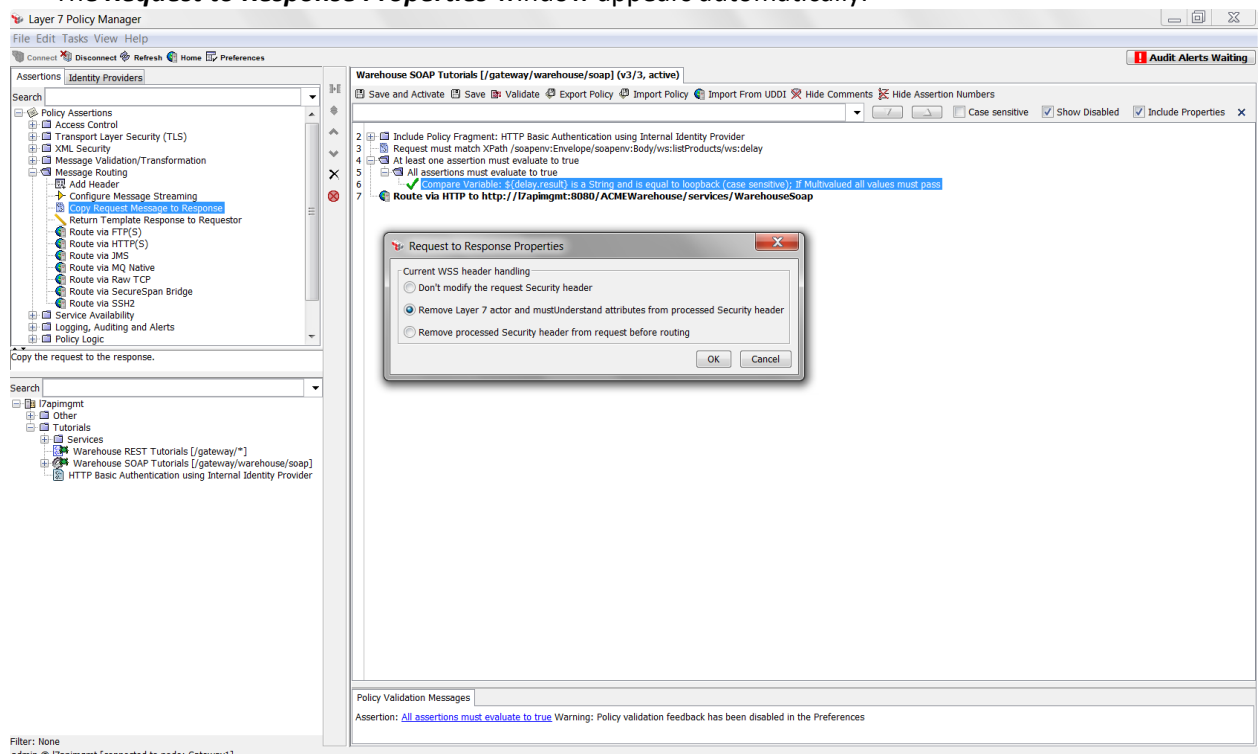 The Request to Response Properties window appears automatically.
Layer 7 Policy Manager
File Edit Tasks View Help
Connect Disconnect Refresh Home Preferences
Audit Alerts Waiting
Assertions Identity Providers
Search
Policy Assertions
Access Control
Transport Layer Security (TLS)
XML Security
Message Validation/Transformation
Message Routing
Add Header
Configure Message Streaming
Copy Request Message to Response
Return Template Response to Requestor
Route via FTP(S)
Route via HTTP(S)
Route via JMS
Route via MQ Native
Route via Raw TCP
Route via SecureSpan Bridge
Route via SSH2
Service Availability
Logging, Auditing and Alerts
Policy Logic
Copy the request to the response.
Search
l7apimgmt
Other
Tutorials
Services
Warehouse REST Tutorials [/gateway/*]
Warehouse SOAP Tutorials [/gateway/warehouse/soap]
HTTP Basic Authentication using Internal Identity Provider
Filter: None
admin @ l7apimgmt [connected to node: Gateway1]
Warehouse SOAP Tutorials [/gateway/warehouse/soap] (v3/3, active)
Save and Activate Save Validate Export Policy Import Policy Import From UDDI Hide Comments Hide Assertion Numbers
Case sensitive Show Disabled Include Properties
2 Include Policy Fragment: HTTP Basic Authentication using Internal Identity Provider
3 Request must match XPath /soapenv:Envelope/soapenv:Body/ws:listProducts/ws:delay
4 At least one assertion must evaluate to true
5 All assertions must evaluate to true
6 Compare Variable: ${delay.result} is a String and is equal to loopback (case sensitive); If Multivalued all values must pass
7 Route via HTTP to http://l7apimgmt:8080/ACMEWarehouse/services/WarehouseSoap
Request to Response Properties
Current WSS header handling
Don't modify the request Security header
Remove Layer 7 actor and mustUnderstand attributes from processed Security header
Remove processed Security header from request before routing
OK Cancel
Policy Validation Messages
Assertion: All assertions must evaluate to true Warning: Policy validation feedback has been disabled in the Preferences